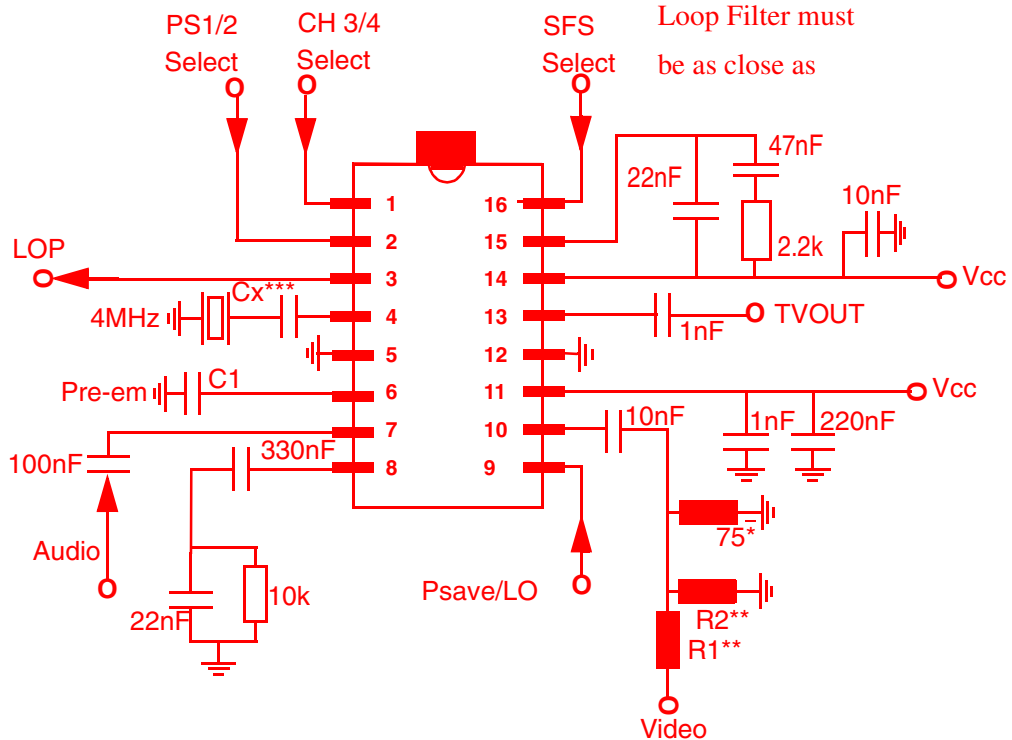 PS1/2
Select
CH 3/4
Select
SFS
Select
Loop Filter must
be as close as
47nF
22nF
10nF
2.2k
1
16
2
15
LOP
3
14
Vcc
Cx***
4MHz
4
13
1nF
TVOUT
5
12
Pre-em
C1
6
11
Vcc
7
10
10nF
1nF
220nF
100nF
330nF
8
9
75*
Audio
22nF
10k
Psave/LO
R2**
R1**
Video